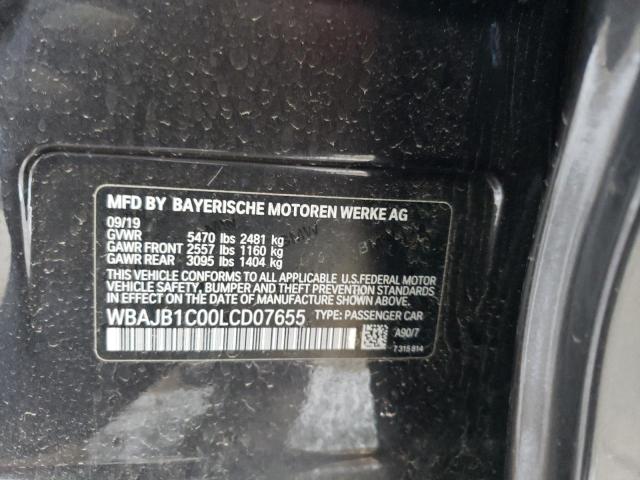 MFD BY BAYERISCHE MOTOREN WERKE AG
09/19
GVWR 5470 lbs 2481 kg
GAWR FRONT 2557 lbs 1160 kg
GAWR REAR 3095 lbs 1404 kg
THIS VEHICLE CONFORMS TO ALL APPLICABLE U.S.FEDERAL MOTOR
VEHICLE SAFETY, BUMPER AND THEFT PREVENTION STANDARDS
IN EFFECT ON THE DATE OF MANUFACTURE SHOWN ABOVE.
WBAJB1C00LCD07655 TYPE: PASSENGER CAR
A90/7
7 315 814